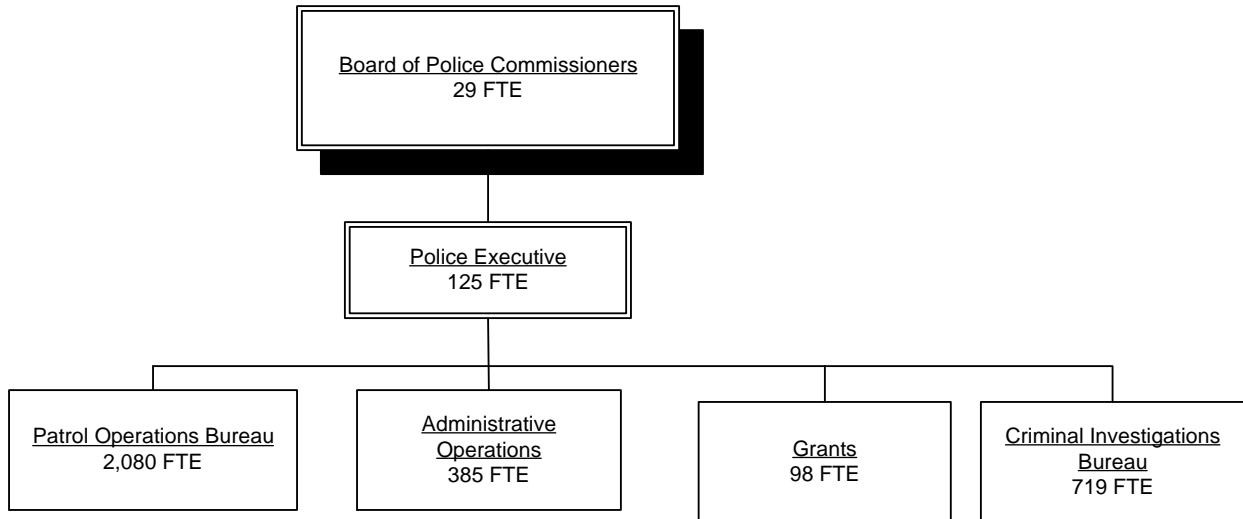 Board of Police Commissioners
29 FTE
Police Executive
125 FTE
Patrol Operations Bureau
2,080 FTE
Administrative
Operations
385 FTE
Grants
98 FTE
Criminal Investigations
Bureau
719 FTE